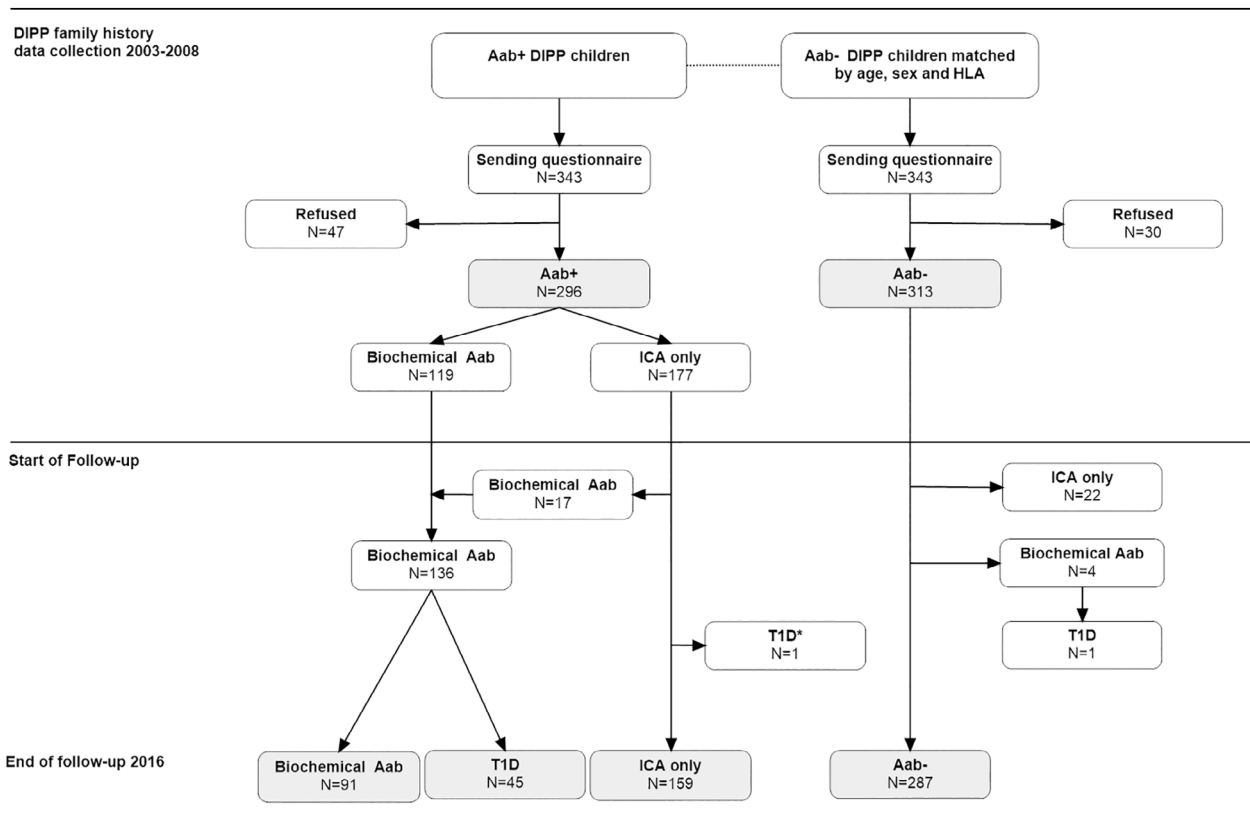 DIPP family history
data collection 2003-2008
Aab+ DIPP children
Aab- DIPP children matched
by age, sex and HLA
Sending questionnaire
N=343
Sending questionnaire
N=343
Refused
N=47
Refused
N=30
Aab+
N=296
Aab-
N=313
Biochemical Aab
N=119
ICA only
N=177
Start of Follow-up
Biochemical Aab
N=17
ICA only
N=22
Biochemical Aab
N=136
Biochemical Aab
N=4
T1D*
N=1
T1D
N=1
End of follow-up 2016
Biochemical Aab
N=91
T1D
N=45
ICA only
N=159
Aab-
N=287